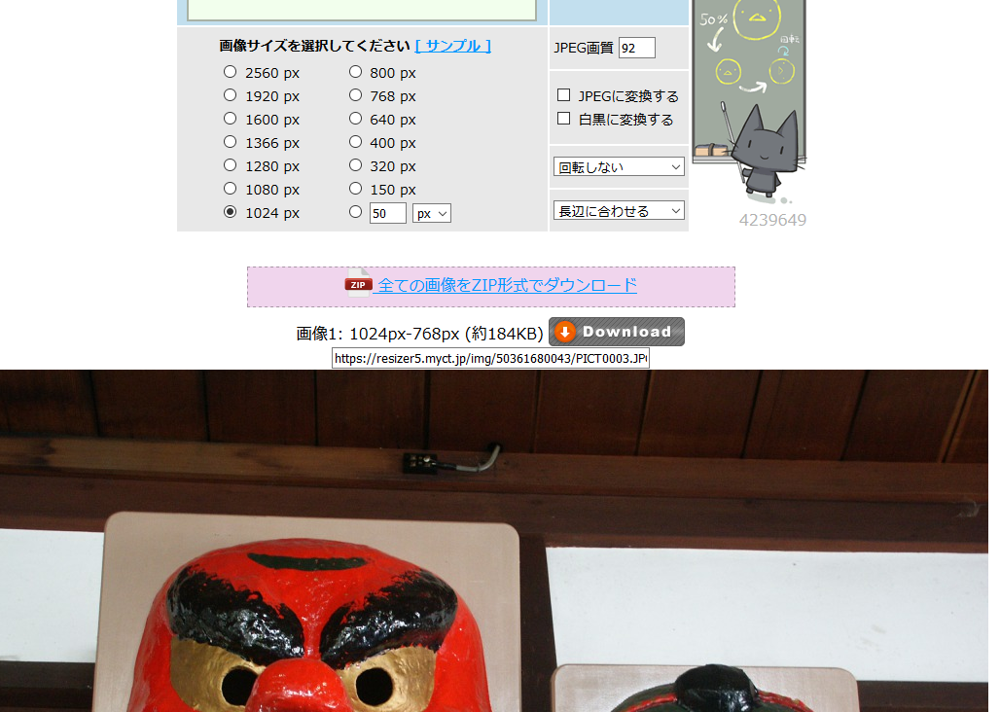 50%
回転
画像サイズを選択してください [ サンプル ]
2560 px
1920 px
1600 px
1366 px
1280 px
1080 px
1024 px
800 px
768 px
640 px
400 px
320 px
150 px
50 px
JPEG画質 92
JPEGに変換する
白黒に変換する
回転しない
長辺に合わせる
4239649
ZIP 全ての画像をZIP形式でダウンロード
画像1: 1024px-768px (約184KB) Download
https://resizer5.myct.jp/img/50361680043/PICT0003.JP